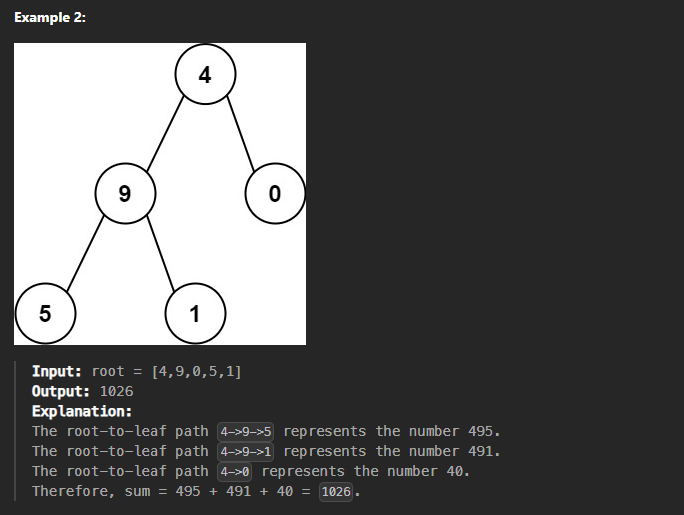 Example 2:
4
9
0
5
1
Input: root = [4,9,0,5,1]
Output: 1026
Explanation:
The root-to-leaf path 4->9->5 represents the number 495.
The root-to-leaf path 4->9->1 represents the number 491.
The root-to-leaf path 4->0 represents the number 40.
Therefore, sum = 495 + 491 + 40 = 1026.